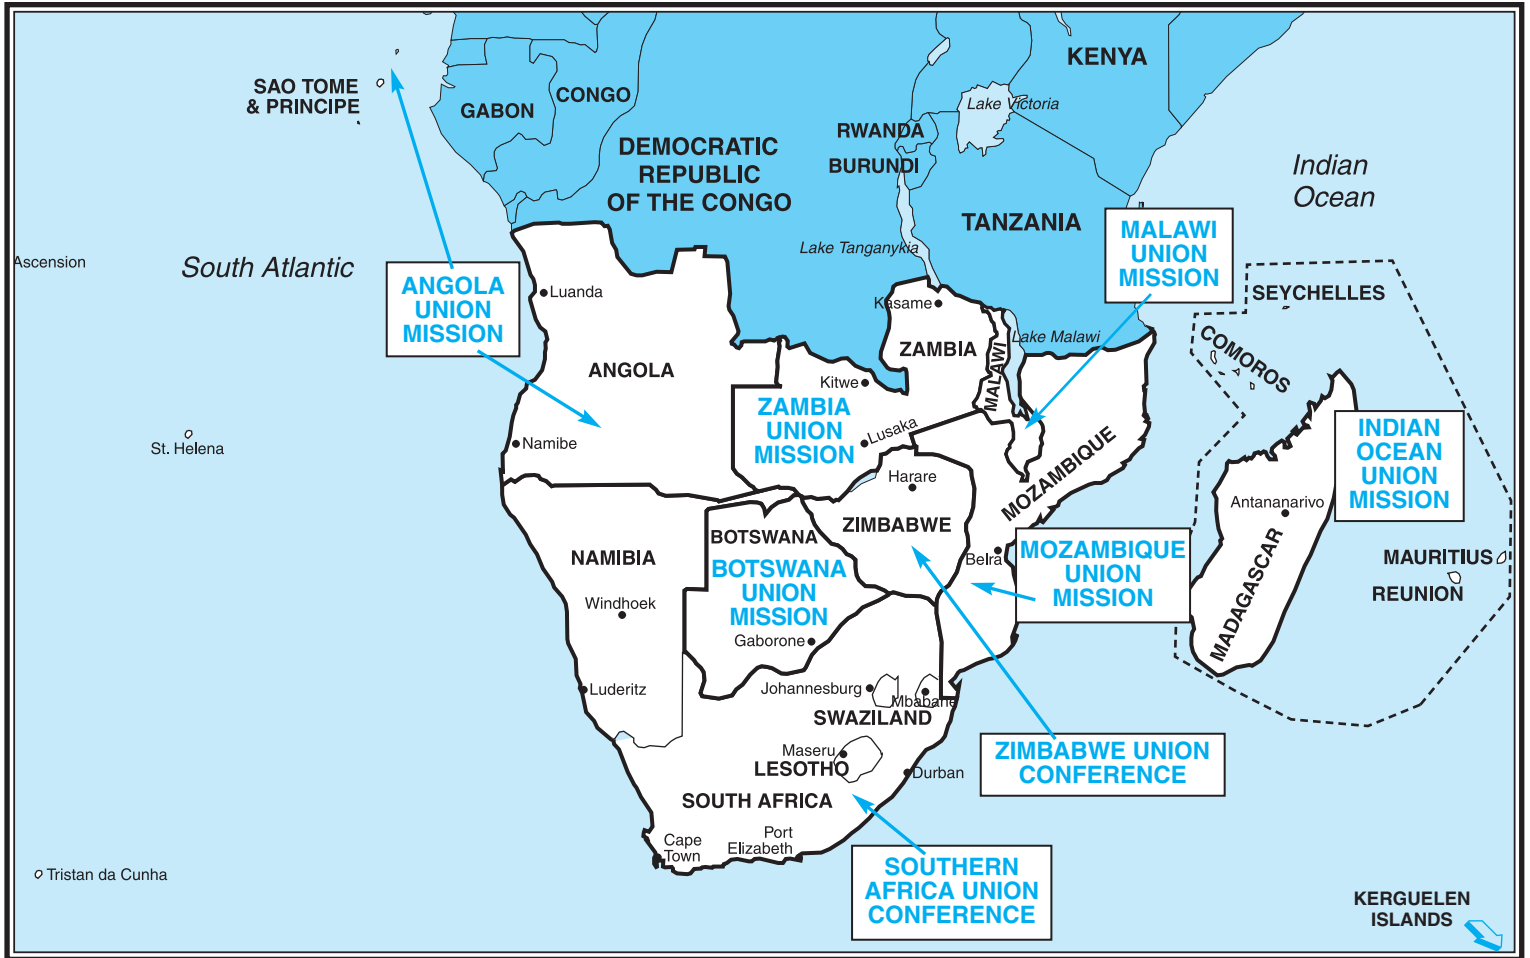 KENYA
SAO TOME
& PRINCIPE
GABON
CONGO
Lake Victoria
RWANDA
BURUNDI
DEMOCRATIC
REPUBLIC
OF THE CONGO
Indian
Ocean
TANZANIA
MALAWI
UNION
MISSION
Lake Tanganykia
Ascension
South Atlantic
ANGOLA
UNION
MISSION
Luanda
Kasame
SEYCHELLES
COMOROS
Lake Malawi
ZAMBIA
MALAWI
ANGOLA
Kitwe
ZAMBIA
UNION
MISSION
Lusaka
INDIAN
OCEAN
UNION
MISSION
St. Helena
Namibe
MOZAMBIQUE
Harare
Antananarivo
ZIMBABWE
BOTSWANA
NAMIBIA
BOTSWANA
UNION
MISSION
Belra
MOZAMBIQUE
UNION
MISSION
MAURITIUS
REUNION
MADAGASCAR
Windhoek
Gaborone
Luderitz
Johannesburg
Mbabane
SWAZILAND
Maseru
LESOTHO
Durban
ZIMBABWE UNION
CONFERENCE
SOUTH AFRICA
Cape
Town
Port
Elizabeth
SOUTHERN
AFRICA UNION
CONFERENCE
Tristan da Cunha
KERGUELEN
ISLANDS